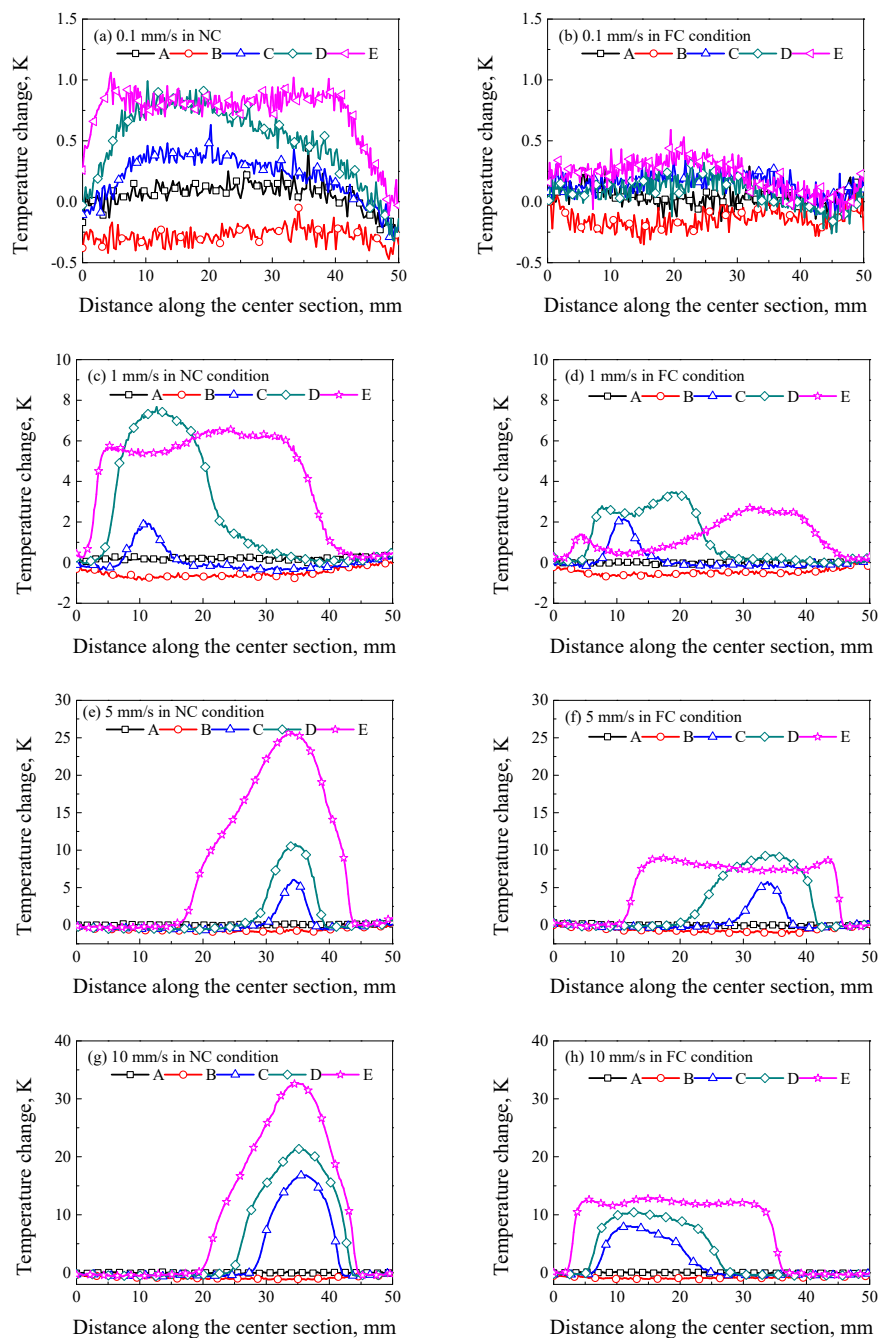 (a) 0.1 mm/s in NC
A B C D E
1.5
1.0
0.5
0.0
-0.5
0 10 20 30 40 50
Temperature change, K
Distance along the center section, mm
(b) 0.1 mm/s in FC condition
A B C D E
1.5
1.0
0.5
0.0
-0.5
0 10 20 30 40 50
Temperature change, K
Distance along the center section, mm
(c) 1 mm/s in NC condition
A B C D E
10
8
6
4
2
0
-2
0 10 20 30 40 50
Temperature change, K
Distance along the center section, mm
(d) 1 mm/s in FC condition
A B C D E
10
8
6
4
2
0
-2
0 10 20 30 40 50
Temperature change, K
Distance along the center section, mm
(e) 5 mm/s in NC condition
A B C D E
30
25
20
15
10
5
0
0 10 20 30 40 50
Temperature change, K
Distance along the center section, mm
(f) 5 mm/s in FC condition
A B C D E
30
25
20
15
10
5
0
0 10 20 30 40 50
Temperature change, K
Distance along the center section, mm
(g) 10 mm/s in NC condition
A B C D E
40
30
20
10
0
0 10 20 30 40 50
Temperature change, K
Distance along the center section, mm
(h) 10 mm/s in FC condition
A B C D E
40
30
20
10
0
0 10 20 30 40 50
Temperature change, K
Distance along the center section, mm